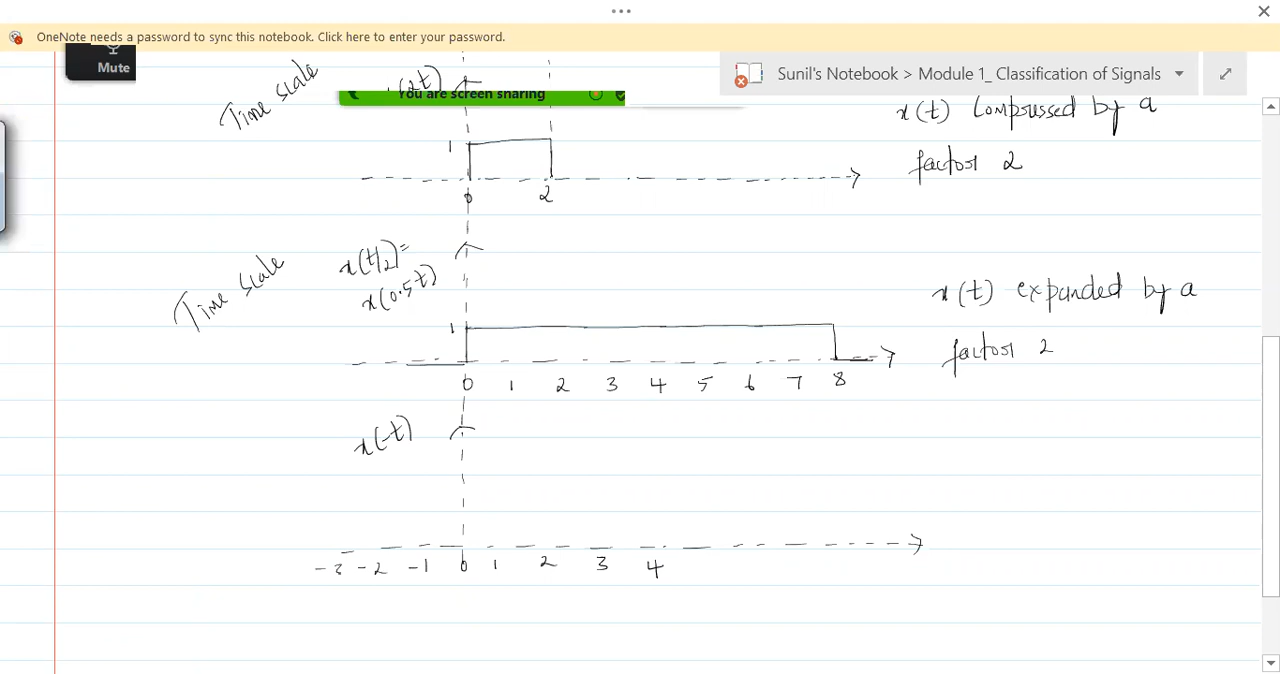 OneNote needs a password to sync this notebook. Click here to enter your password.
Mute
Sunil's Notebook > Module 1_ Classification of Signals
Time scale
(2t)
You are screen sharing
x(t) Compressed by a
factor 2
1
0 2
Time scale
x(t/2) =
x(0.5t)
x(t) expanded by a
factor 2
1
0 1 2 3 4 5 6 7 8
x(-t)
-3 -2 -1 0 1 2 3 4